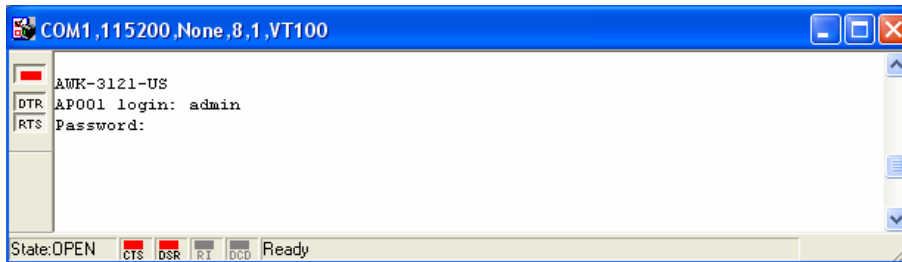 COM1,115200,None,8,1,VT100
AWK-3121-US
DTR
AP001 login: admin
RTS
Password:
State:OPEN
CTS
DSR
RI
DCD
Ready